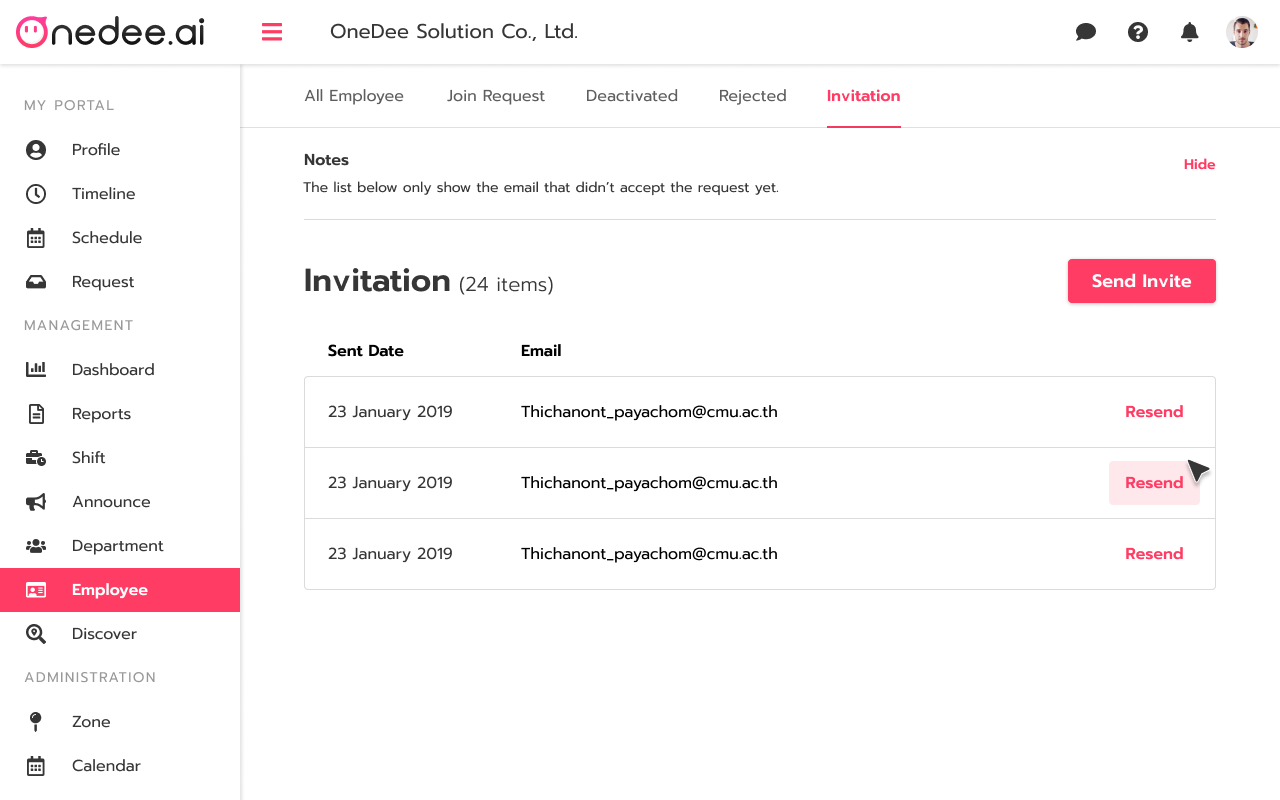 Onedee.ai
OneDee Solution Co., Ltd.
MY PORTAL
Profile
Timeline
Schedule
Request
MANAGEMENT
Dashboard
Reports
Shift
Announce
Department
Employee
Discover
ADMINISTRATION
Zone
Calendar
All Employee Join Request Deactivated Rejected Invitation
Notes
Hide
The list below only show the email that didn’t accept the request yet.
Invitation (24 items)
Send Invite
Sent Date Email
23 January 2019 Thichanont_payachom@cmu.ac.th Resend
23 January 2019 Thichanont_payachom@cmu.ac.th Resend
23 January 2019 Thichanont_payachom@cmu.ac.th Resend